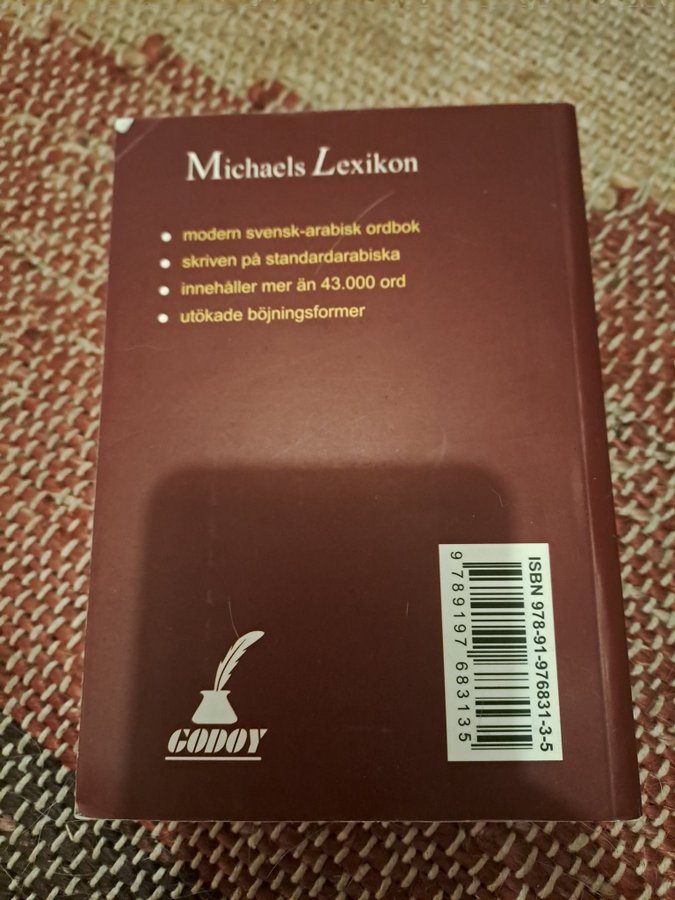 Michaels Lexikon
modern svensk-arabisk ordbok
skriven på standardarabiska
innehåller mer än 43.000 ord
utökade böjningsformer
GODOY
ISBN 978-91-976831-3-5
9 789197 683135